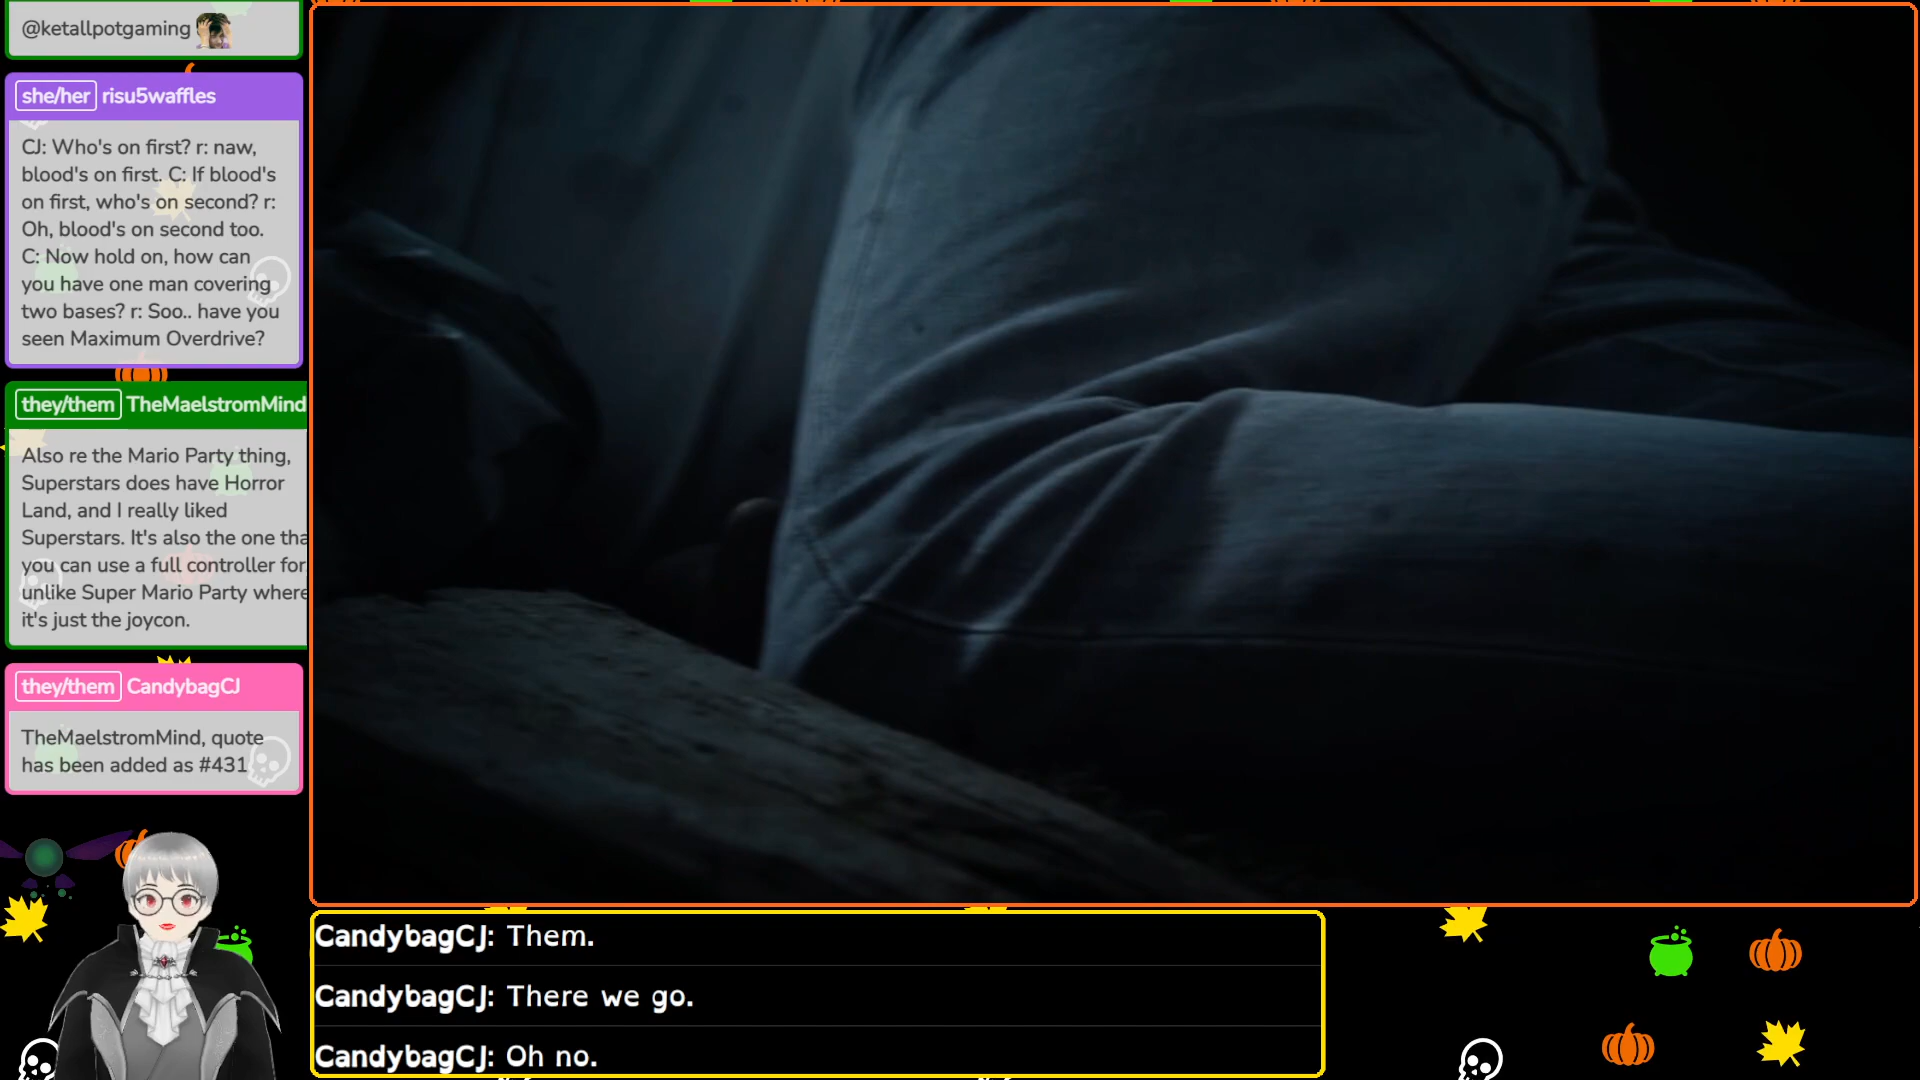 @ketallpotgaming
she/her risu5waffles
CJ: Who's on first? r: naw,
blood's on first. C: If blood's
on first, who's on second? r:
Oh, blood's on second too.
C: Now hold on, how can
you have one man covering
two bases? r: Soo.. have you
seen Maximum Overdrive?
they/them TheMaelstromMind
Also re the Mario Party thing,
Superstars does have Horror
Land, and I really liked
Superstars. It's also the one tha
you can use a full controller for
unlike Super Mario Party where
it's just the joycon.
they/them CandybagCJ
TheMaelstromMind, quote
has been added as #431
CandybagCJ: Them.
CandybagCJ: There we go.
CandybagCJ: Oh no.